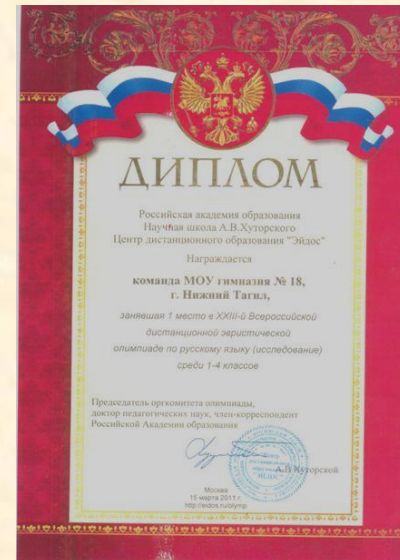 ДИПЛОМ
Российская академия образования
Научная школа А.В.Хуторского
Центр дистанционного образования "Эйдос"
Награждается
команда МОУ гимназия № 18,
г. Нижний Тагил,
занявшая 1 место в XXIII-й Всероссийской
дистанционной эвристической
олимпиаде по русскому языку (исследование)
среди 1-4 классов
Председатель оргкомитета олимпиады,
доктор педагогических наук, член-корреспондент
Российской Академии образования
А.В.Хуторской
Москва
15 марта 2011 г.
http://eidos.ru/olymp